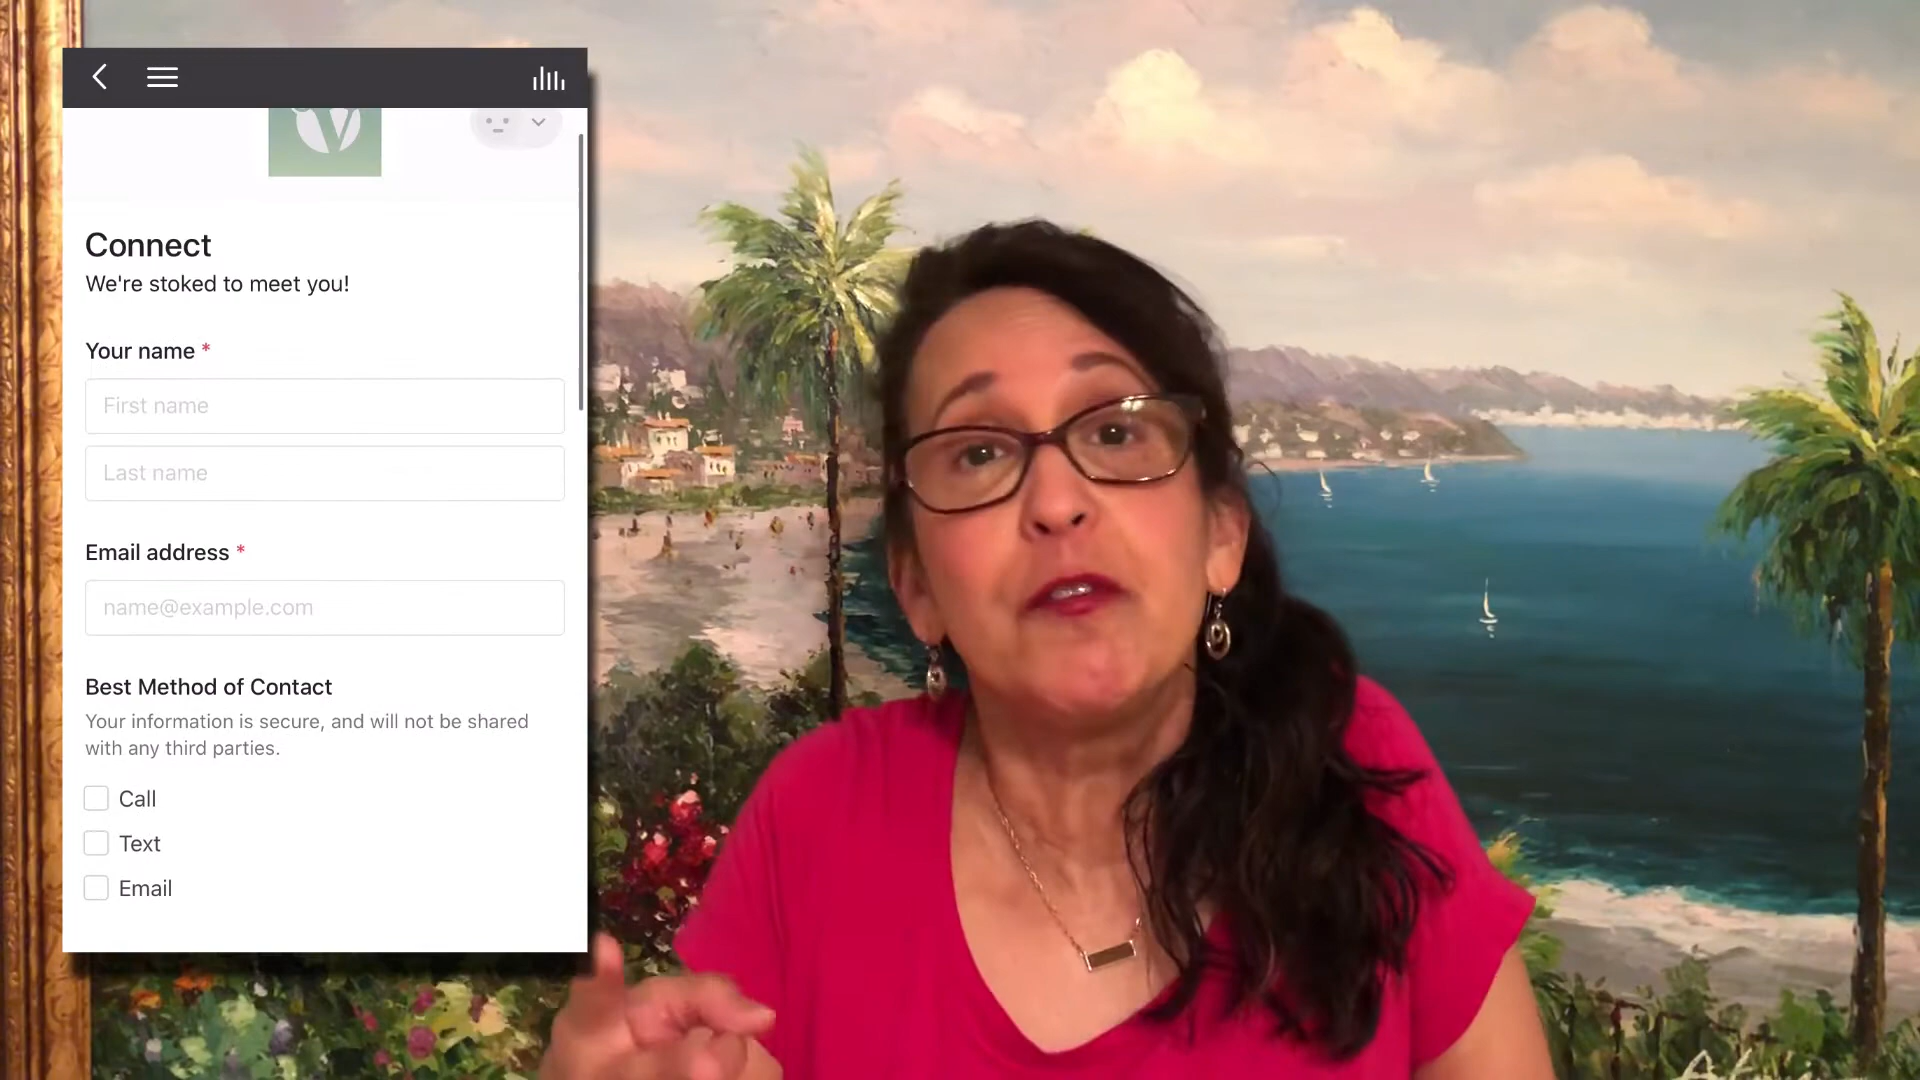 Connect
We're stoked to meet you!
Your name *
First name
Last name
Email address *
name@example.com
Best Method of Contact
Your information is secure, and will not be shared
with any third parties.
Call
Text
Email